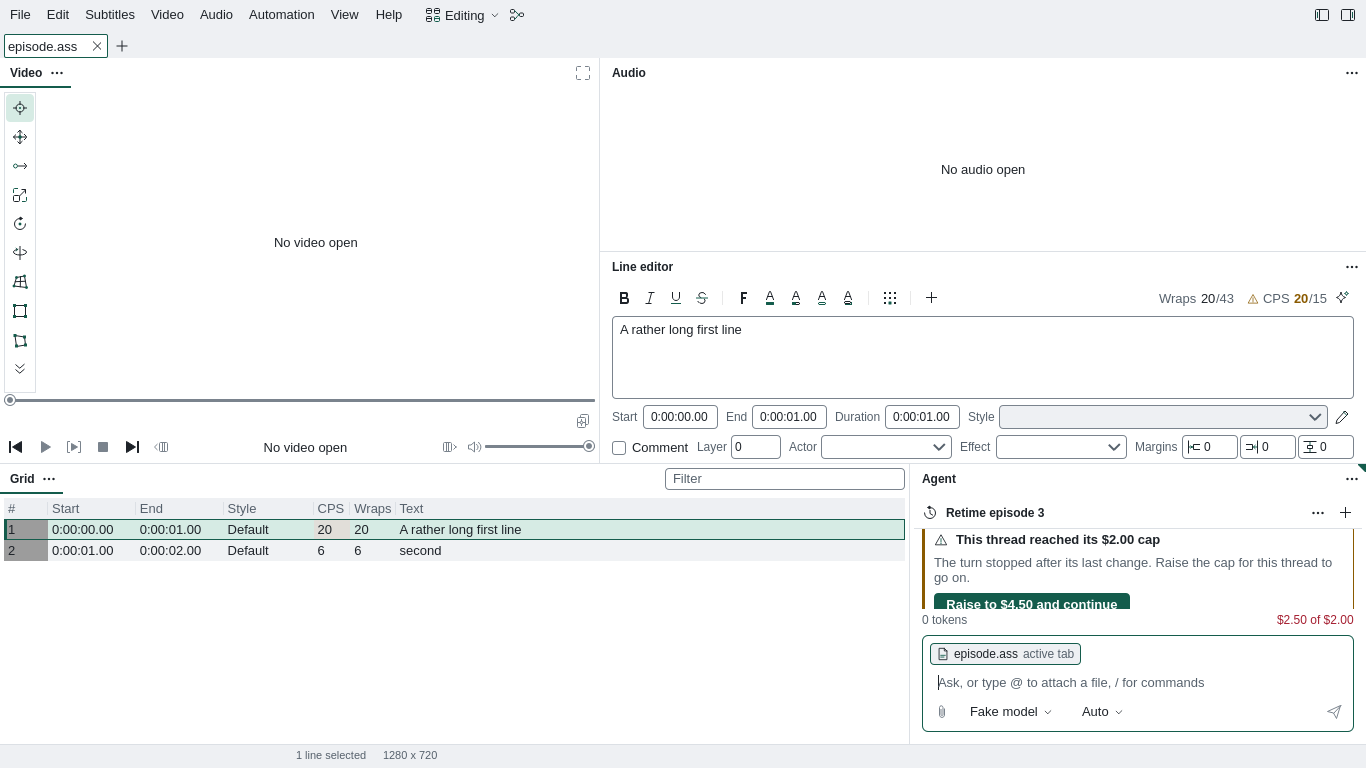 File Edit Subtitles Video Audio Automation View Help Editing
episode.ass
Video
No video open
No video open
Audio
No audio open
Line editor
Wraps 20/43 CPS 20/15
A rather long first line
Start 0:00:00.00 End 0:00:01.00 Duration 0:00:01.00 Style
Comment Layer 0 Actor Effect Margins 0 0 0
Grid Filter
# Start End Style CPS Wraps Text
1 0:00:00.00 0:00:01.00 Default 20 20 A rather long first line
2 0:00:01.00 0:00:02.00 Default 6 6 second
Agent
Retime episode 3
This thread reached its $2.00 cap
The turn stopped after its last change. Raise the cap for this thread to
go on.
Raise to $4.50 and continue
0 tokens $2.50 of $2.00
episode.ass active tab
Ask, or type @ to attach a file, / for commands
Fake model Auto
1 line selected 1280 x 720